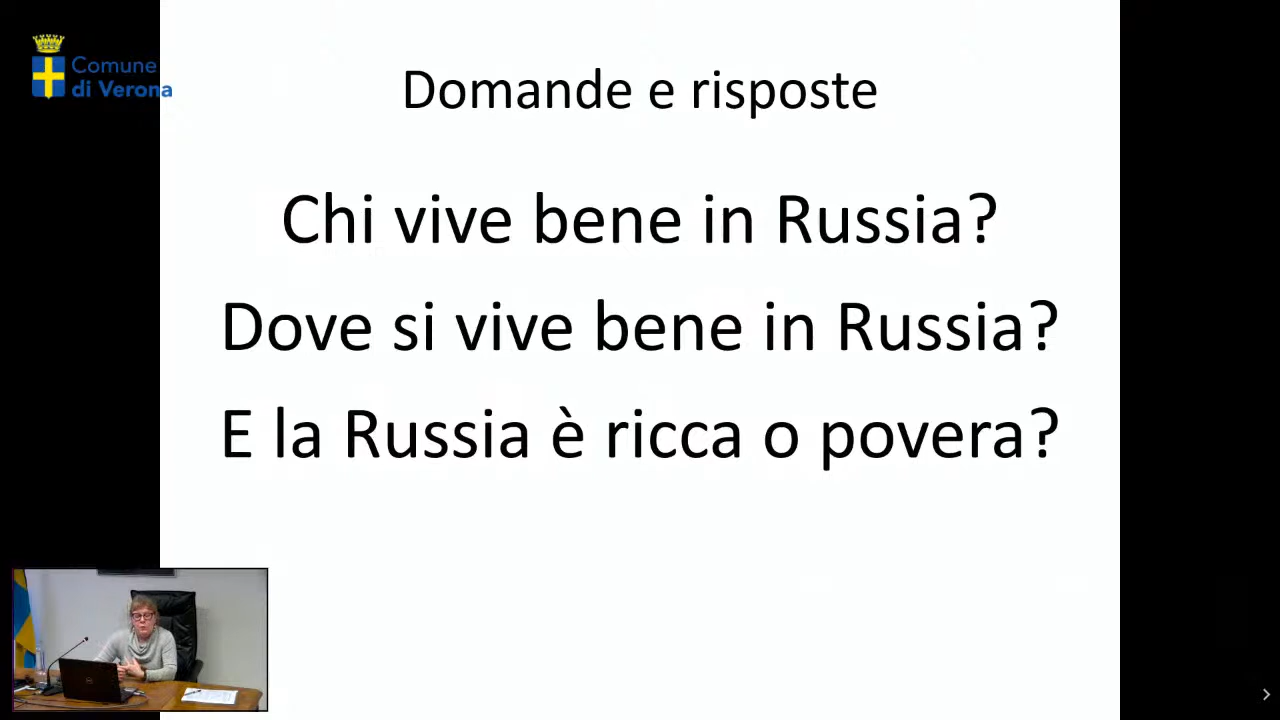 Comune
di Verona
Domande e risposte
Chi vive bene in Russia?
Dove si vive bene in Russia?
E la Russia è ricca o povera?